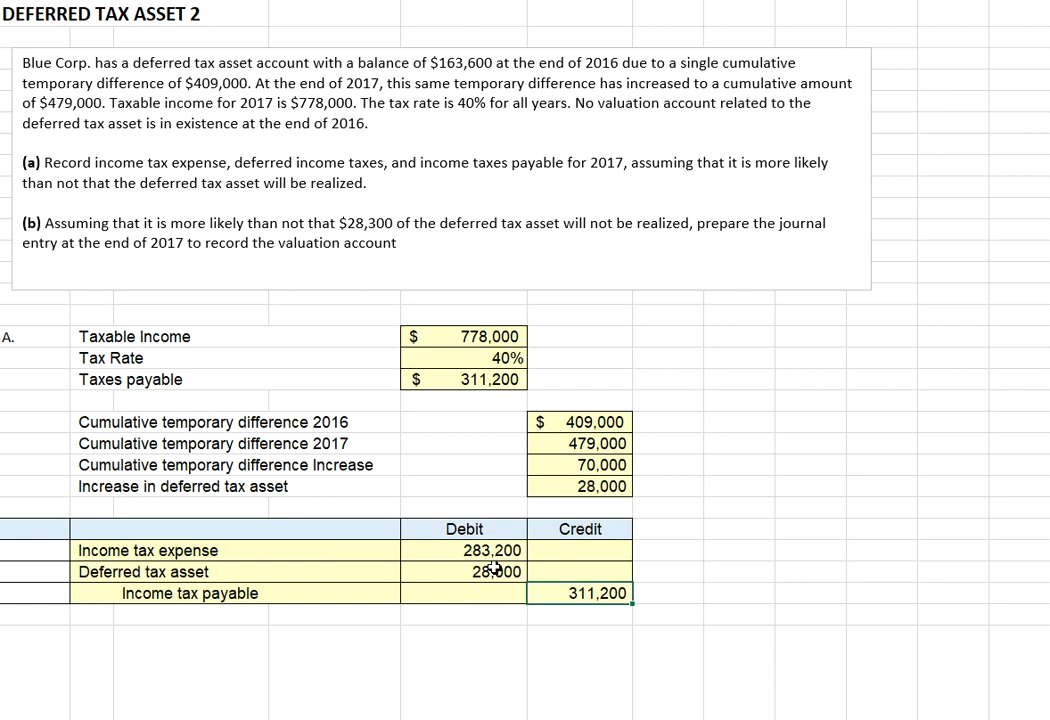 DEFERRED TAX ASSET 2
Blue Corp. has a deferred tax asset account with a balance of $163,600 at the end of 2016 due to a single cumulative
temporary difference of $409,000. At the end of 2017, this same temporary difference has increased to a cumulative amount
of $479,000. Taxable income for 2017 is $778,000. The tax rate is 40% for all years. No valuation account related to the
deferred tax asset is in existence at the end of 2016.
(a) Record income tax expense, deferred income taxes, and income taxes payable for 2017, assuming that it is more likely
than not that the deferred tax asset will be realized.
(b) Assuming that it is more likely than not that $28,300 of the deferred tax asset will not be realized, prepare the journal
entry at the end of 2017 to record the valuation account
A. Taxable Income $ 778,000
Tax Rate 40%
Taxes payable $ 311,200
Cumulative temporary difference 2016 $ 409,000
Cumulative temporary difference 2017 479,000
Cumulative temporary difference Increase 70,000
Increase in deferred tax asset 28,000
Debit Credit
Income tax expense 283,200
Deferred tax asset 28,000
Income tax payable 311,200